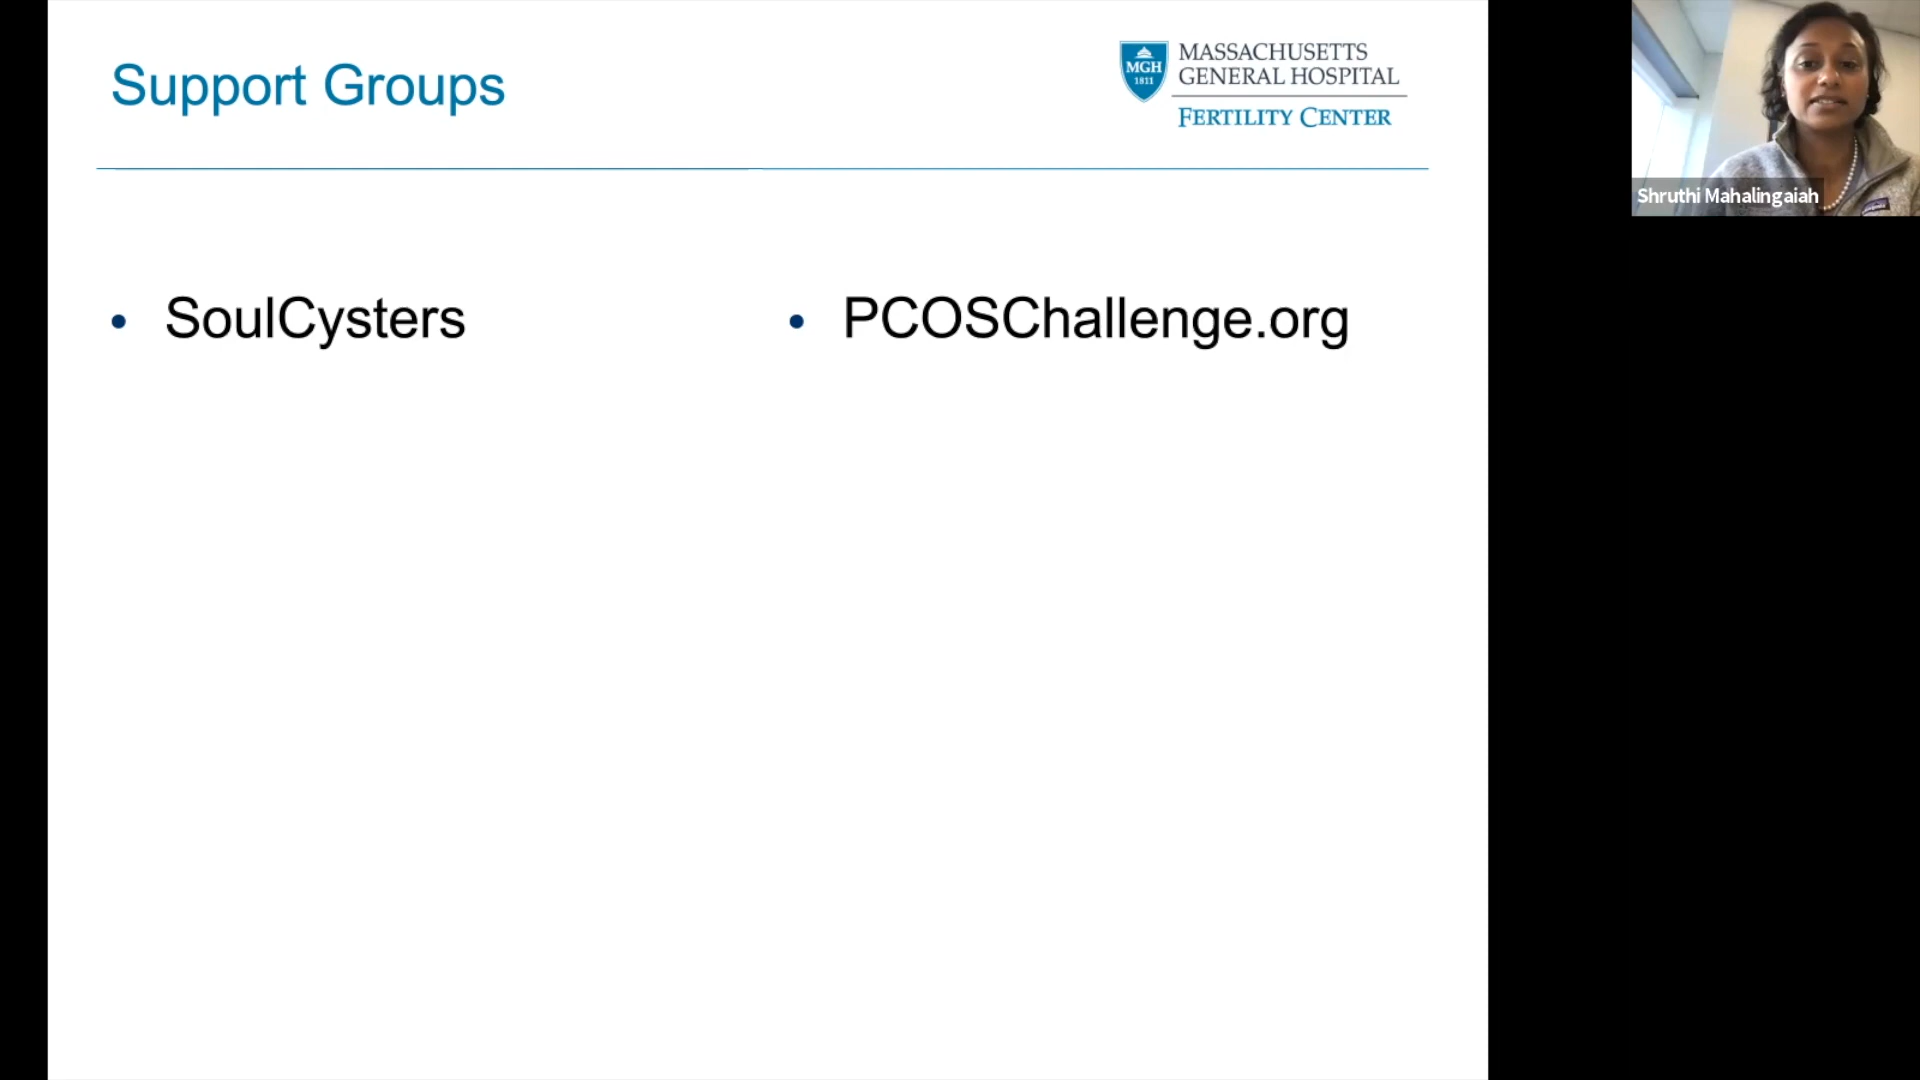 Support Groups
MGH
1811
MASSACHUSETTS
GENERAL HOSPITAL
FERTILITY CENTER
Shruthi Mahalingaiah
• SoulCysters
• PCOSChallenge.org